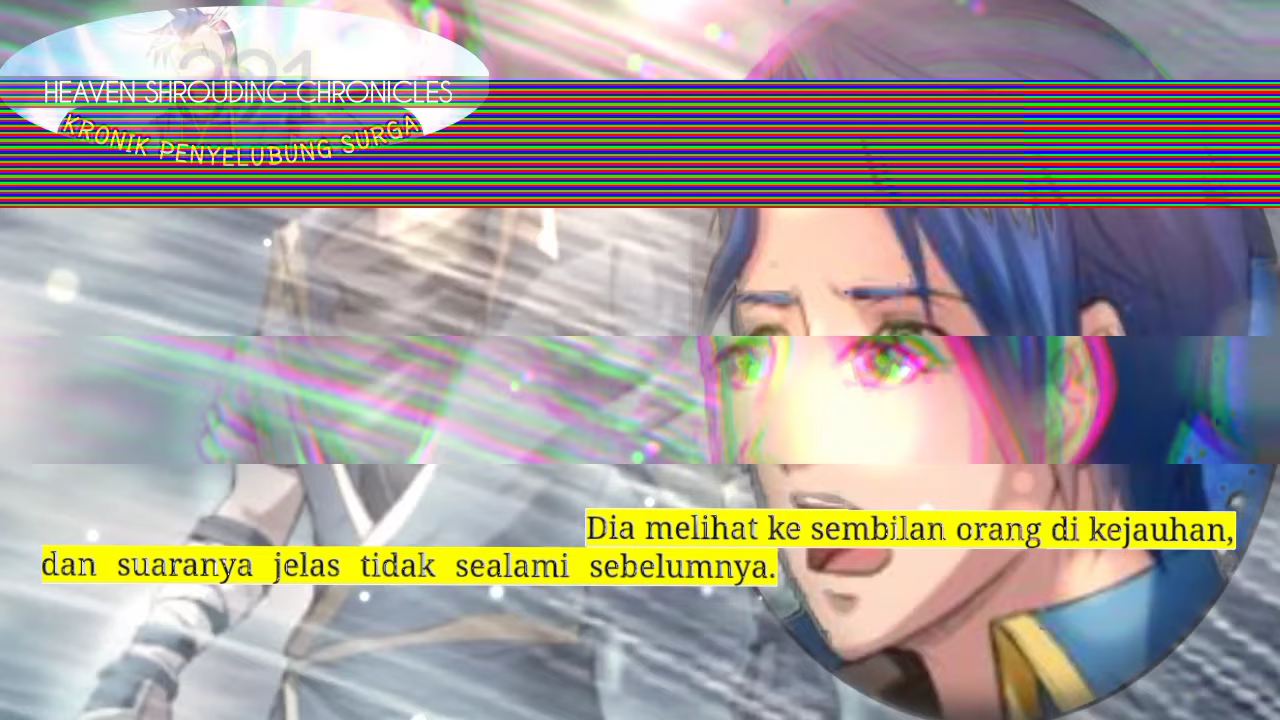 291
HEAVEN SHROUDING CHRONICLES
KRONIK PENYELUBUNG SURGA
Dia melihat ke sembilan orang di kejauhan,
dan suaranya jelas tidak sealami sebelumnya.